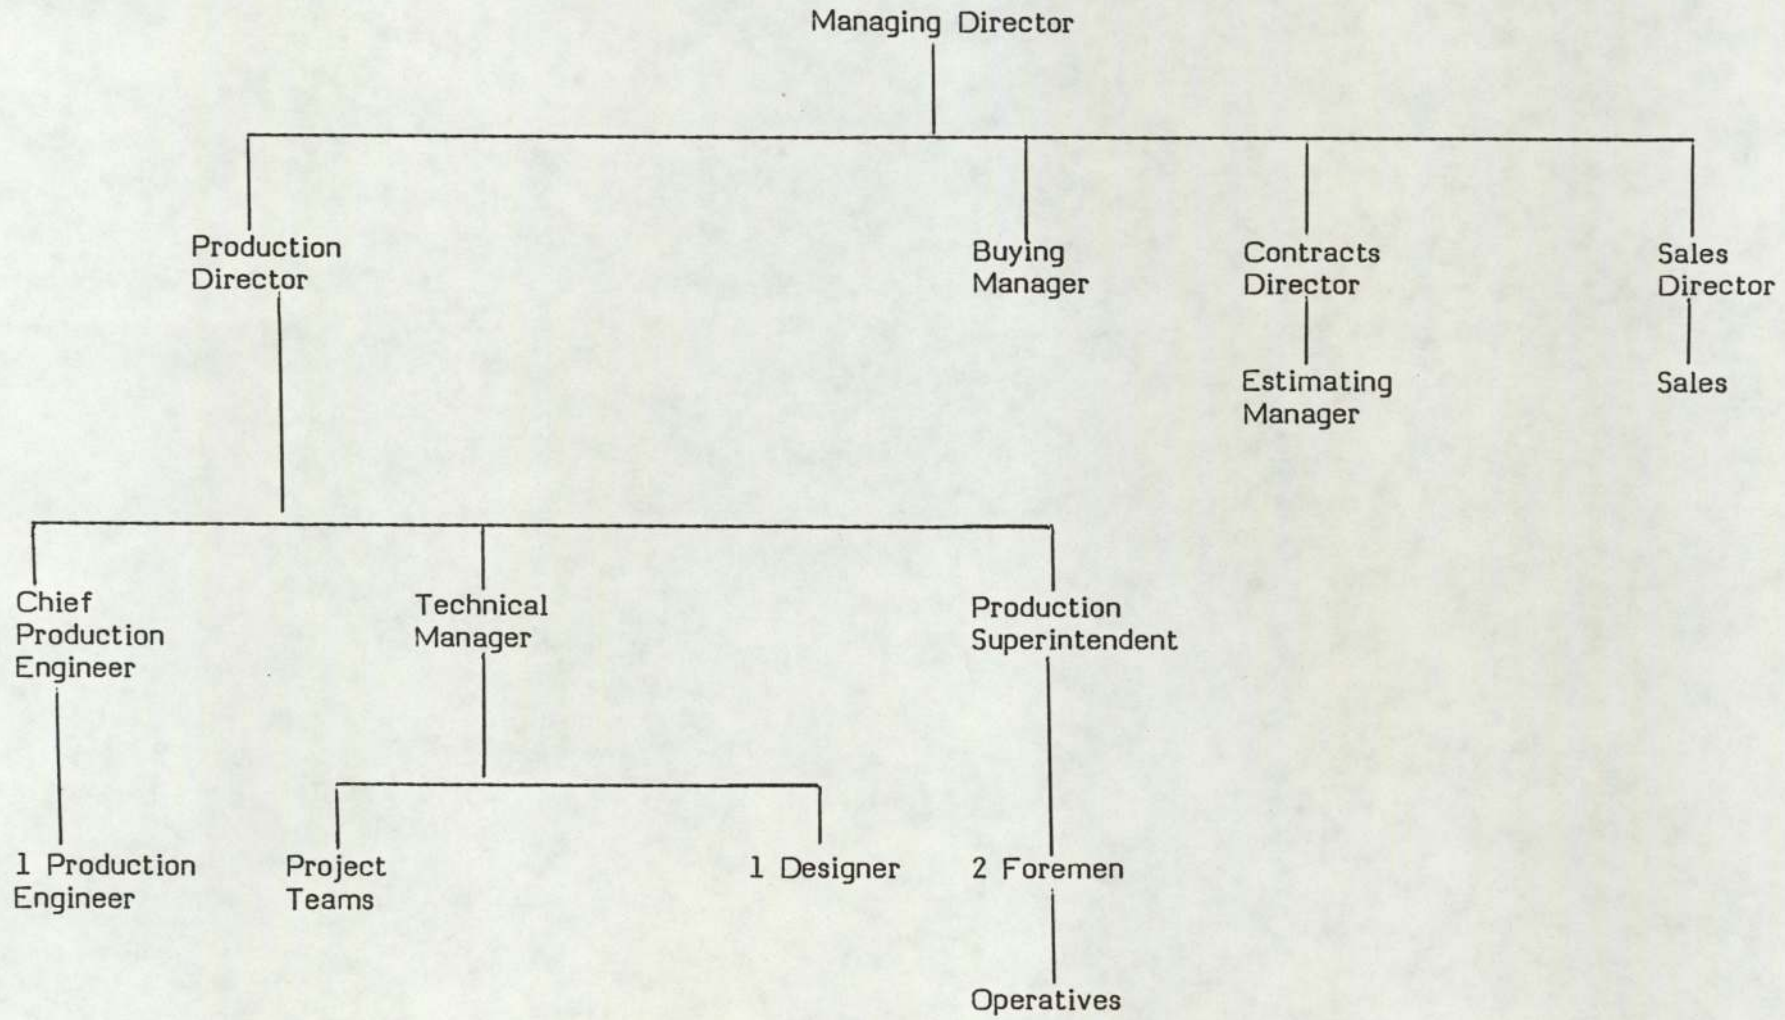 Managing Director
Production
Director
Buying
Manager
Contracts
Director
Sales
Director
Estimating
Manager
Sales
Chief
Production
Engineer
Technical
Manager
Production
Superintendent
1 Production
Engineer
Project
Teams
1 Designer
2 Foremen
Operatives